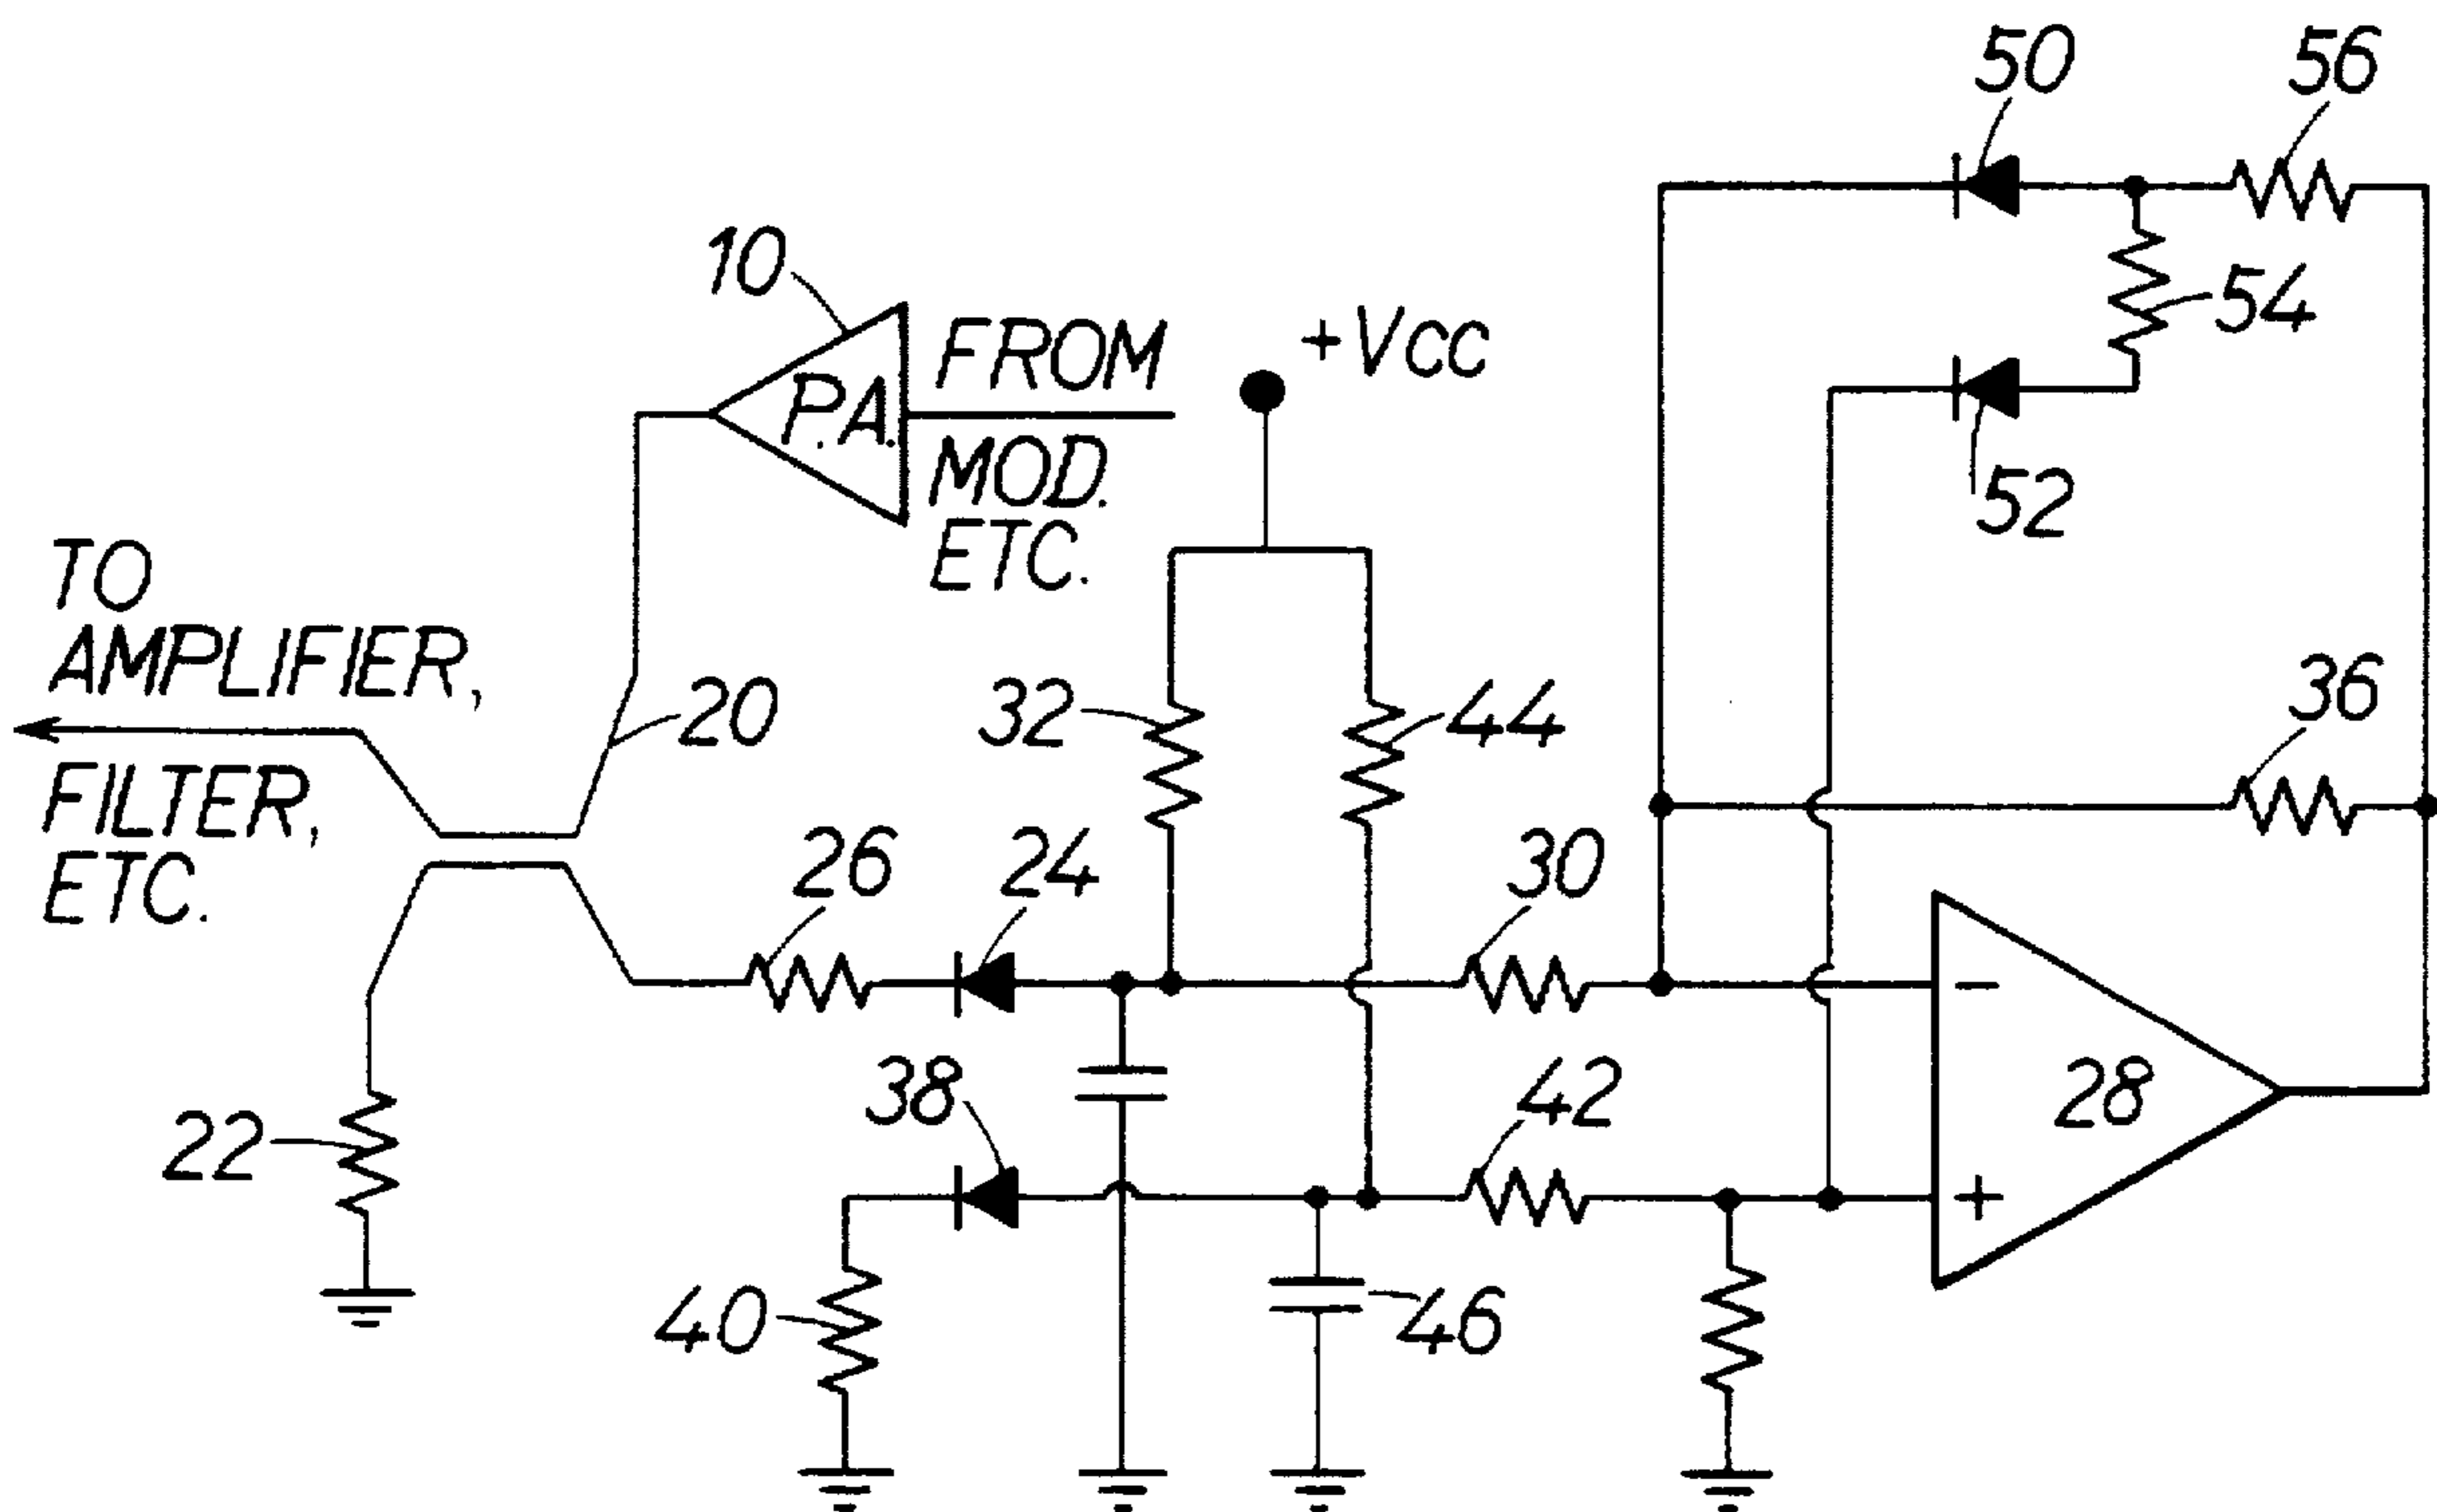 50
56
10
FROM
+VCC
54
P.A.
MOD.
ETC.
52
TO
AMPLIFIER,
FILTER,
ETC.
20
32
44
36
26
24
30
-
38
42
28
22
+
40
46